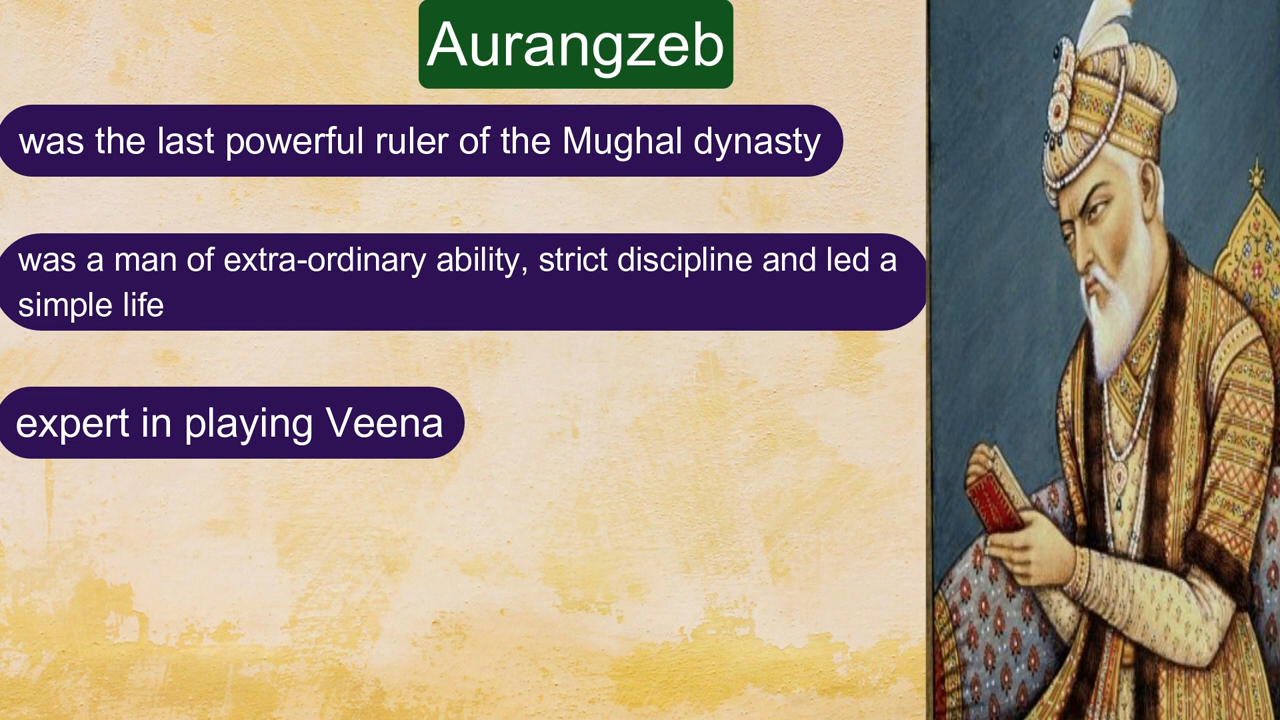 Aurangzeb
was the last powerful ruler of the Mughal dynasty
was a man of extra-ordinary ability, strict discipline and led a
simple life
expert in playing Veena